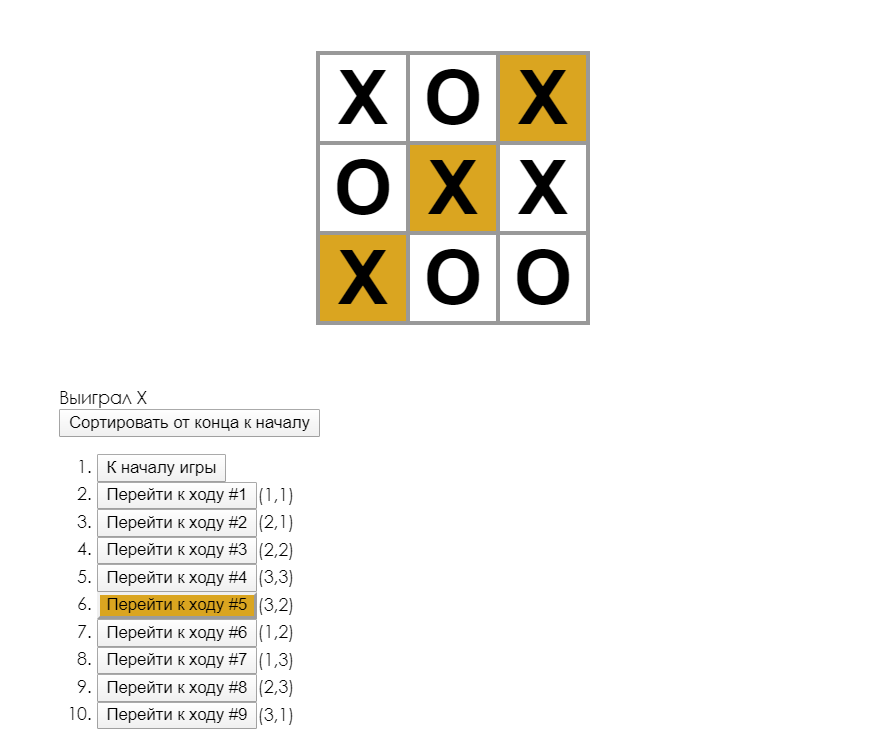 X O X
O X X
X O O
Выиграл X
Сортировать от конца к началу
1. К началу игры
2. Перейти к ходу #1 (1,1)
3. Перейти к ходу #2 (2,1)
4. Перейти к ходу #3 (2,2)
5. Перейти к ходу #4 (3,3)
6. Перейти к ходу #5 (3,2)
7. Перейти к ходу #6 (1,2)
8. Перейти к ходу #7 (1,3)
9. Перейти к ходу #8 (2,3)
10. Перейти к ходу #9 (3,1)